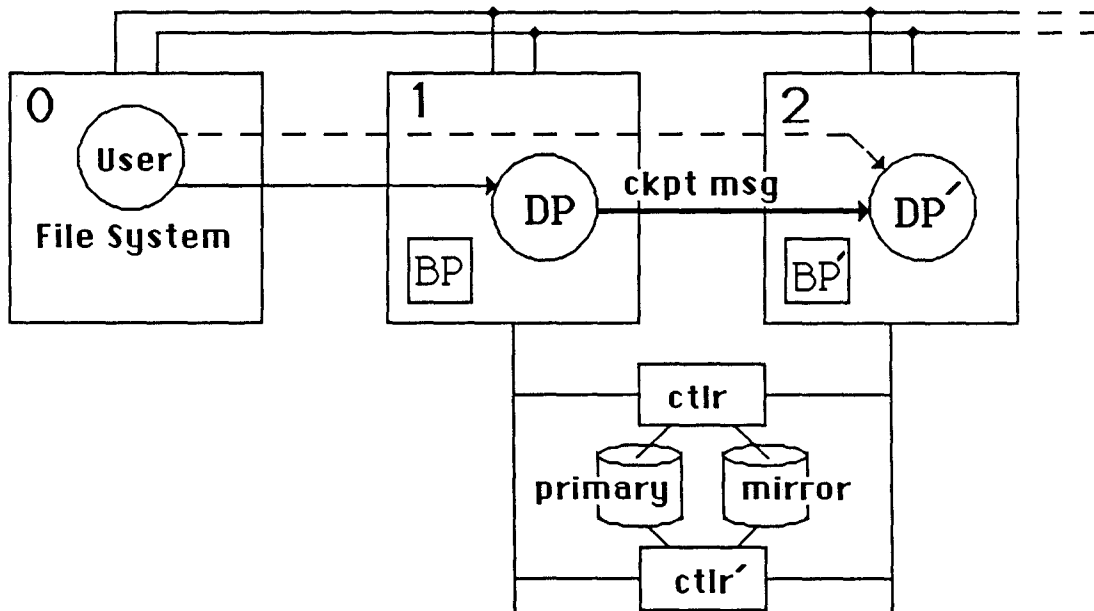 0
1
2
User
ckpt msg
DP
DP´
File System
BP
BP´
ctlr
primary
mirror
ctlr´